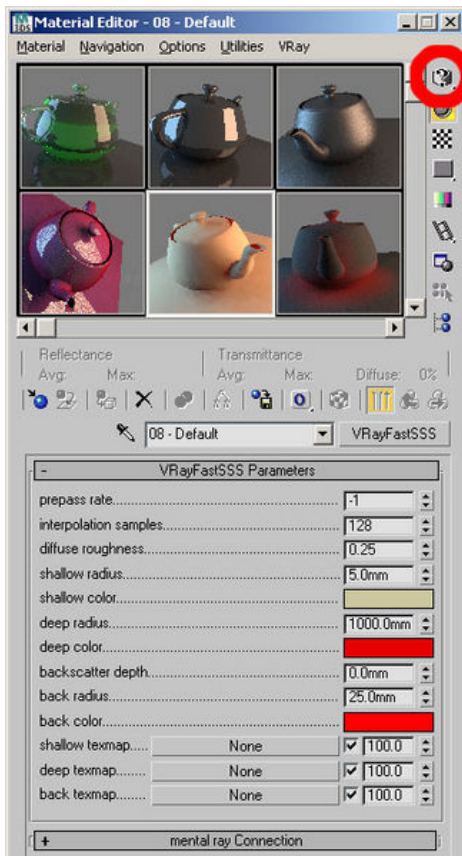 Material Editor - 08 - Default
Material Navigation Options Utilities VRay
Reflectance Transmittance
Avg: Max: Avg: Max: Diffuse: 0%
08 - Default VRayFastSSS
- VRayFastSSS Parameters
prepass rate -1
interpolation samples 128
diffuse roughness 0.25
shallow radius 5.0mm
shallow color
deep radius 1000.0mm
deep color
backscatter depth 0.0mm
back radius 25.0mm
back color
shallow texmap None 100.0
deep texmap None 100.0
back texmap None 100.0
+ mental ray Connection